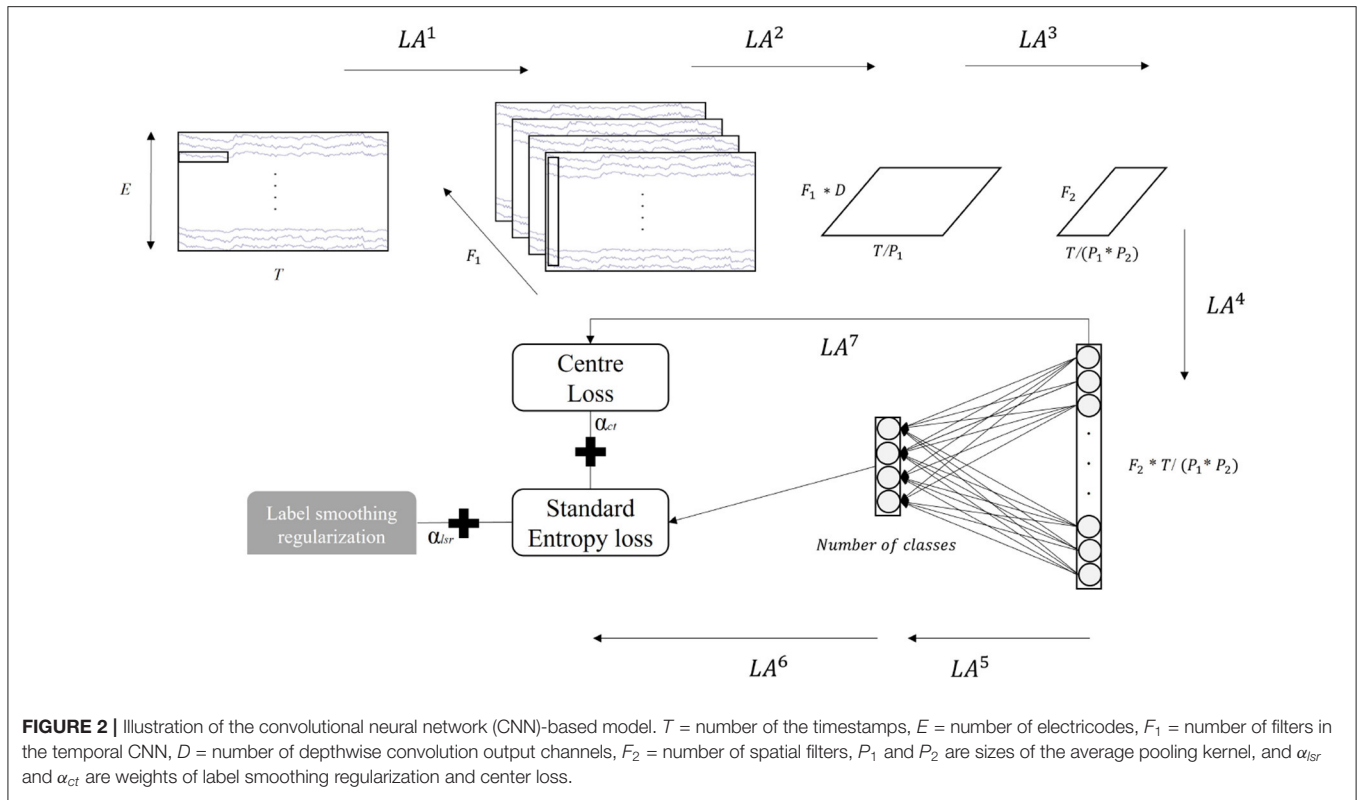 LA¹
LA²
LA³
E
T
F₁
F₁ * D
T/P₁
F₂
T/(P₁ * P₂)
LA⁴
LA⁷
Centre
Loss
αct
Standard
Entropy loss
Label smoothing
regularization
αlsr
Number of classes
F₂ * T / (P₁ * P₂)
LA⁶
LA⁵
FIGURE 2 | Illustration of the convolutional neural network (CNN)-based model. T = number of the timestamps, E = number of electricodes, F₁ = number of filters in
the temporal CNN, D = number of depthwise convolution output channels, F₂ = number of spatial filters, P₁ and P₂ are sizes of the average pooling kernel, and αlsr
and αct are weights of label smoothing regularization and center loss.